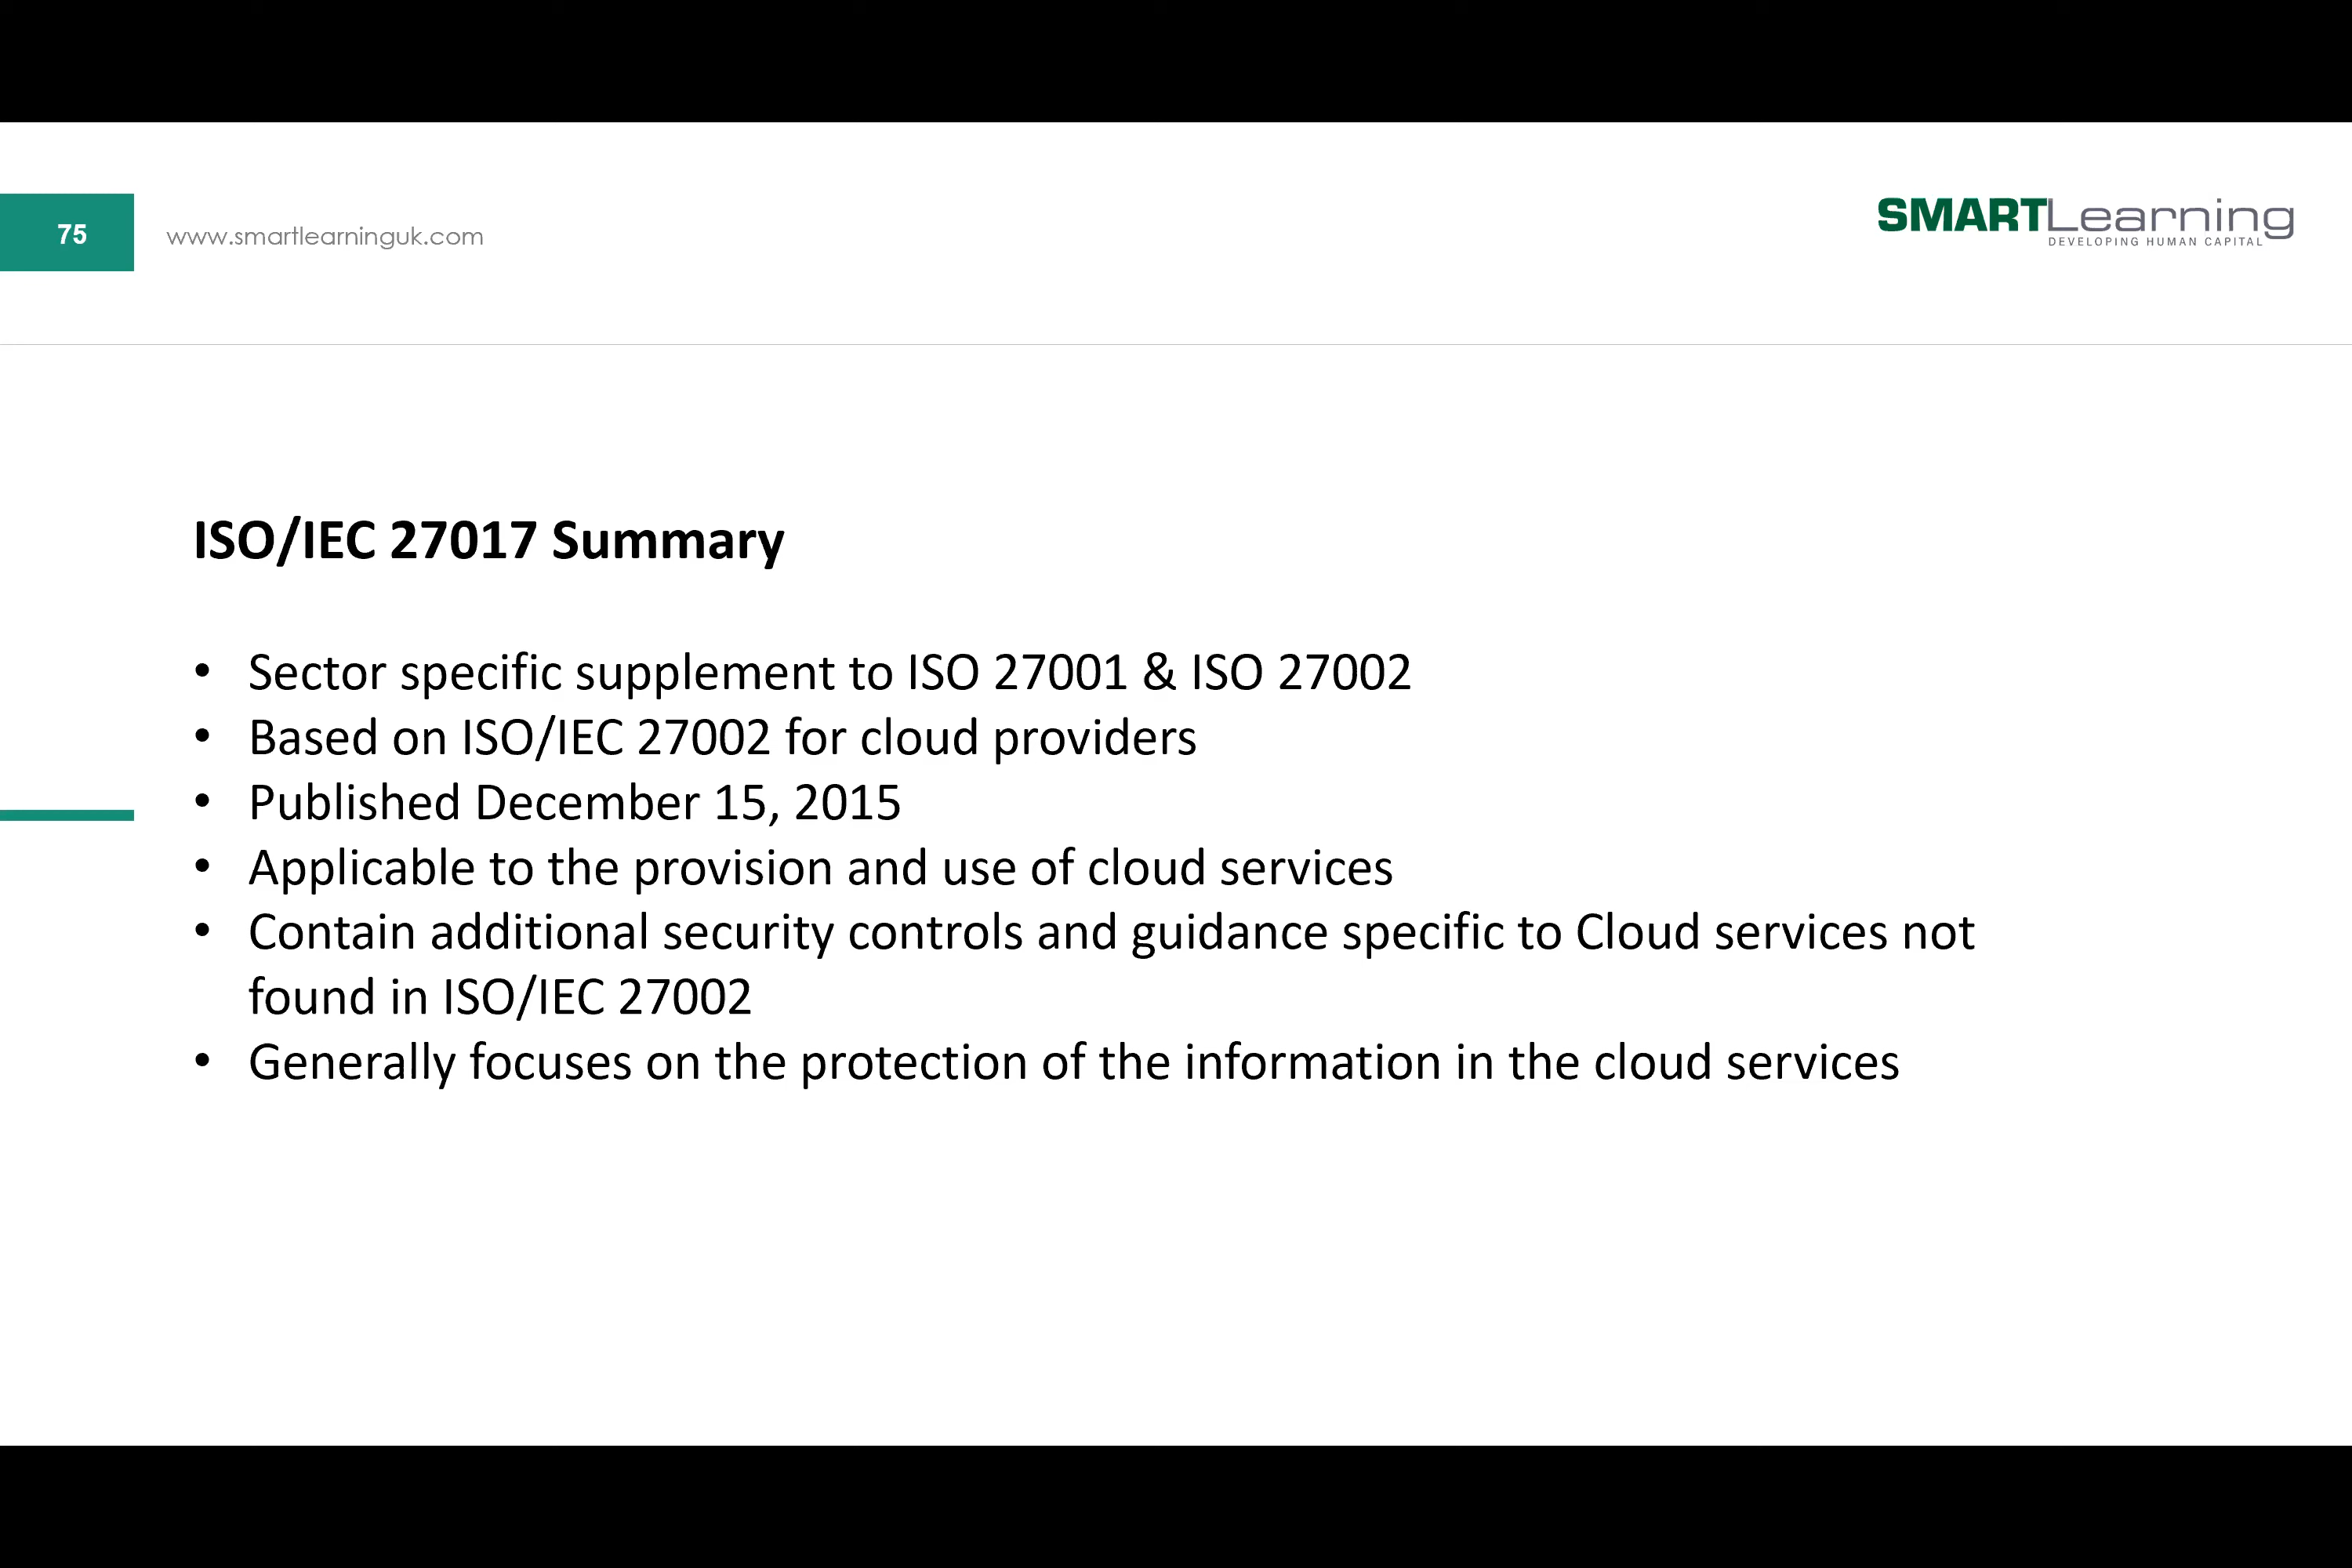 75
www.smartlearninguk.com
SMARTLearning
DEVELOPING HUMAN CAPITAL
ISO/IEC 27017 Summary
• Sector specific supplement to ISO 27001 & ISO 27002
• Based on ISO/IEC 27002 for cloud providers
• Published December 15, 2015
• Applicable to the provision and use of cloud services
• Contain additional security controls and guidance specific to Cloud services not
found in ISO/IEC 27002
• Generally focuses on the protection of the information in the cloud services